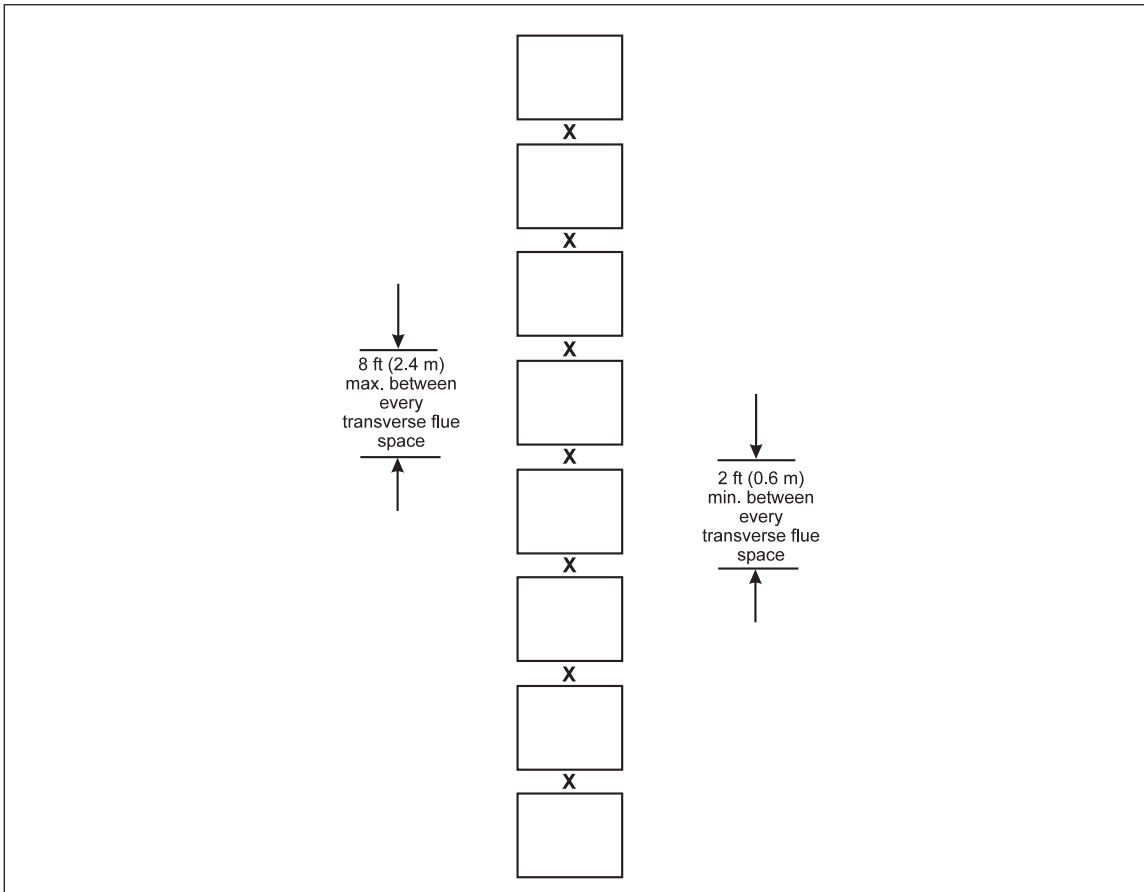 X
X
X
8 ft (2.4 m)
max. between
every
transverse flue
space
X
2 ft (0.6 m)
min. between
every
transverse flue
space
X
X
X